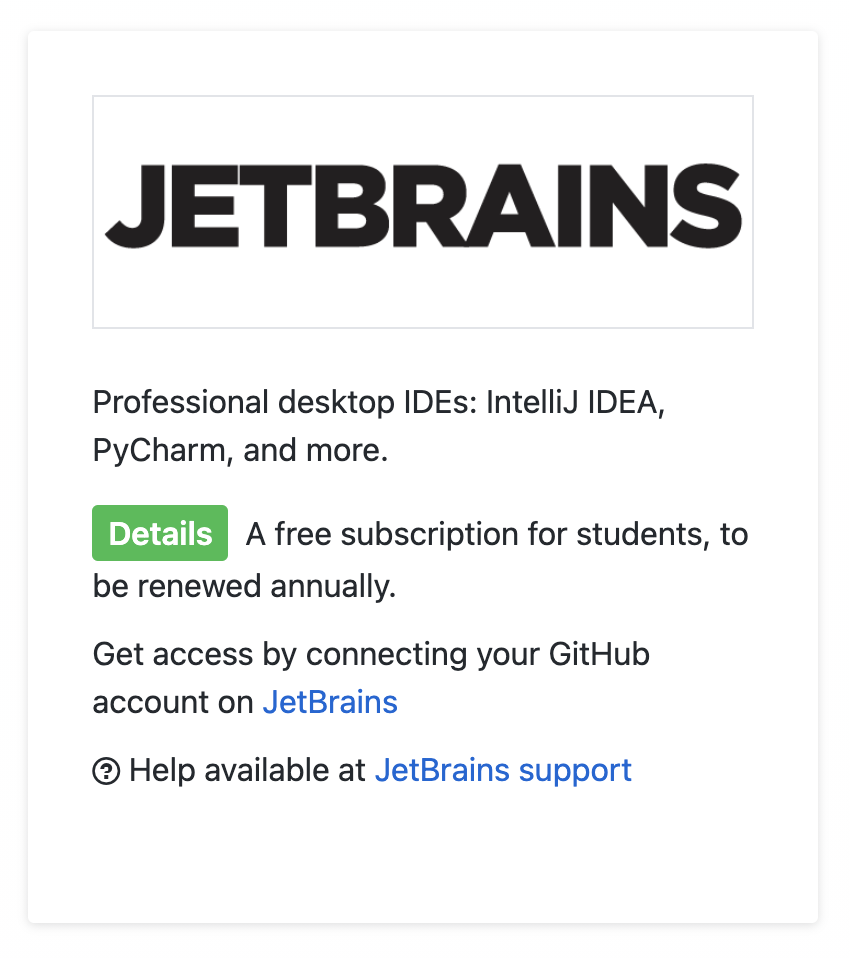 JETBRAINS
Professional desktop IDEs: IntelliJ IDEA,
PyCharm, and more.
Details A free subscription for students, to
be renewed annually.
Get access by connecting your GitHub
account on JetBrains
Help available at JetBrains support